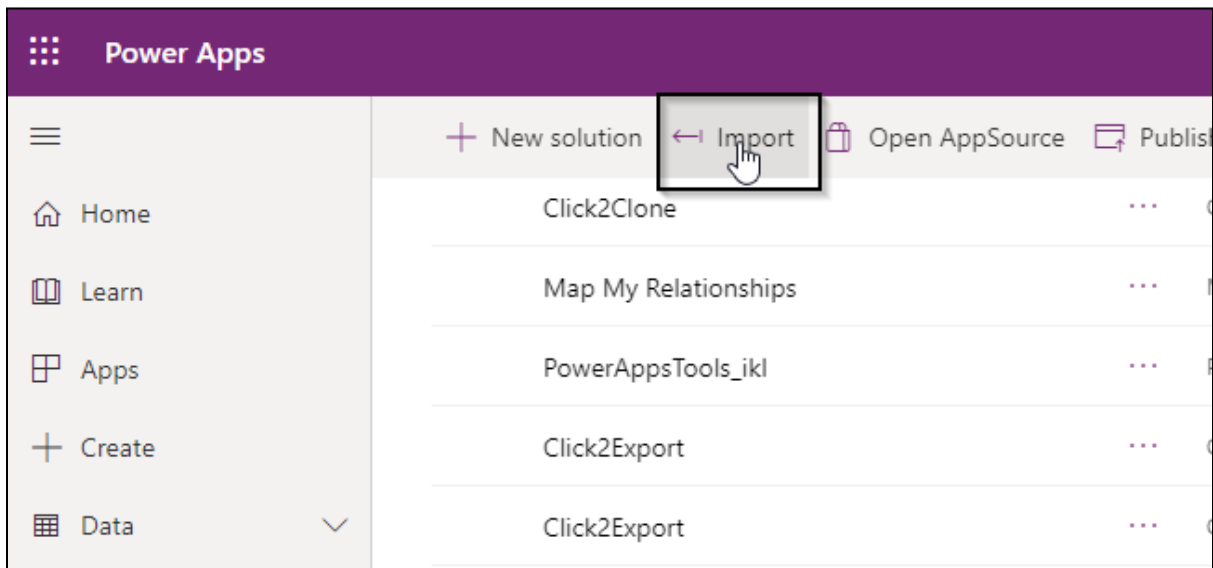 Power Apps
New solution Import Open AppSource
Home
Click2Clone ...
Learn
Map My Relationships ...
Apps
PowerAppsTools_ikl ...
Create
Click2Export ...
Data
Click2Export ...